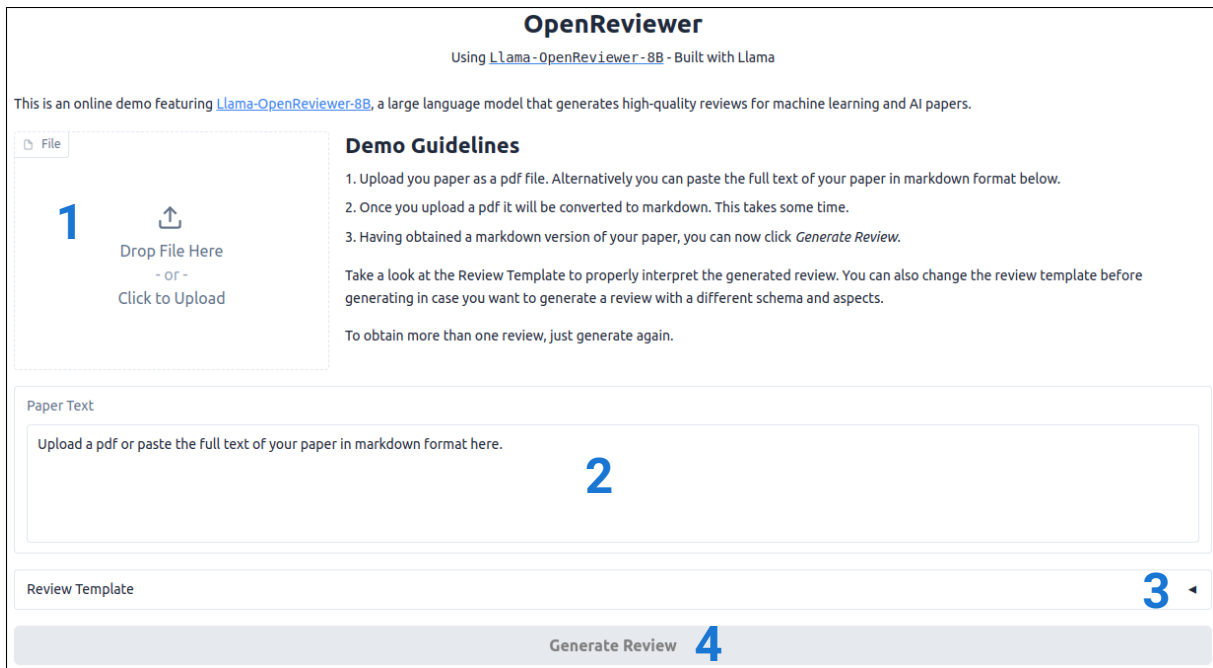 OpenReviewer
Using Llama-OpenReviewer-8B - Built with Llama
This is an online demo featuring Llama-OpenReviewer-8B, a large language model that generates high-quality reviews for machine learning and AI papers.
File
1
Drop File Here
- or -
Click to Upload
Demo Guidelines
1. Upload you paper as a pdf file. Alternatively you can paste the full text of your paper in markdown format below.
2. Once you upload a pdf it will be converted to markdown. This takes some time.
3. Having obtained a markdown version of your paper, you can now click Generate Review.
Take a look at the Review Template to properly interpret the generated review. You can also change the review template before
generating in case you want to generate a review with a different schema and aspects.
To obtain more than one review, just generate again.
Paper Text
Upload a pdf or paste the full text of your paper in markdown format here.
2
Review Template
3
Generate Review 4